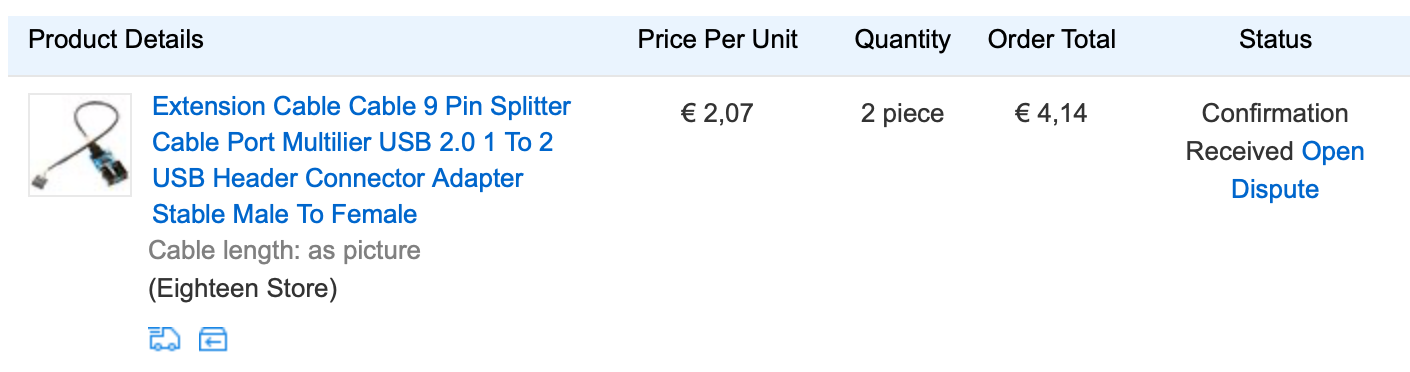 Product Details Price Per Unit Quantity Order Total Status
Extension Cable Cable 9 Pin Splitter
Cable Port Multilier USB 2.0 1 To 2
USB Header Connector Adapter
Stable Male To Female
Cable length: as picture
(Eighteen Store)
€ 2,07
2 piece
€ 4,14
Confirmation
Received Open
Dispute